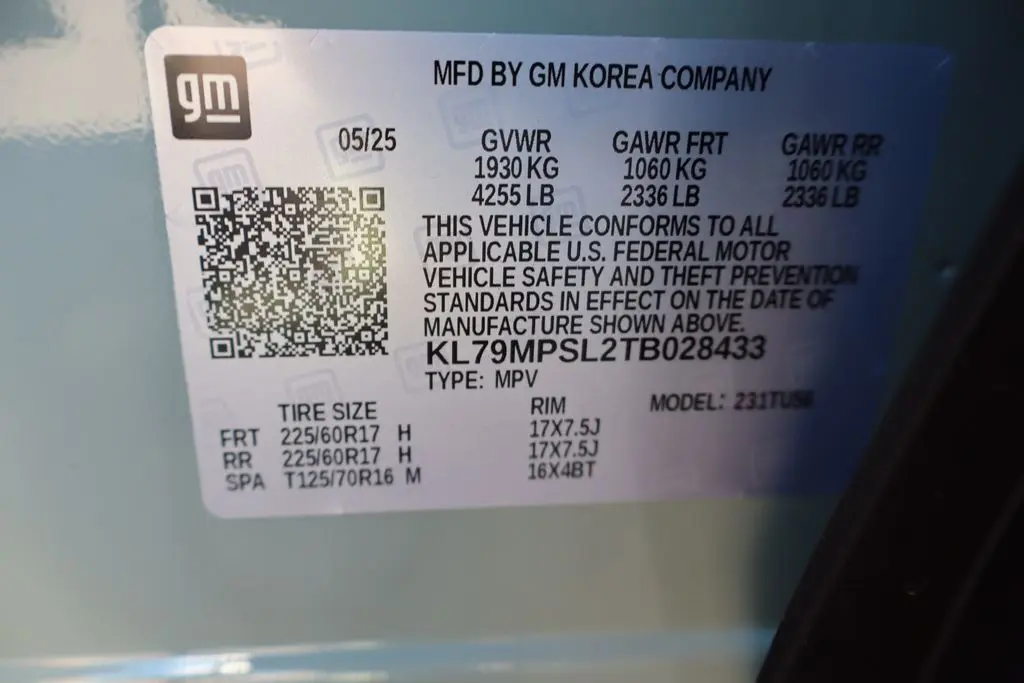 gm
MFD BY GM KOREA COMPANY
05/25 GVWR GAWR FRT GAWR RR
1930 KG 1060 KG 1060 KG
4255 LB 2336 LB 2336 LB
THIS VEHICLE CONFORMS TO ALL
APPLICABLE U.S. FEDERAL MOTOR
VEHICLE SAFETY AND THEFT PREVENTION
STANDARDS IN EFFECT ON THE DATE OF
MANUFACTURE SHOWN ABOVE.
KL79MPSL2TB028433
TYPE: MPV
TIRE SIZE RIM MODEL:
FRT 225/60R17 H 17X7.5J
RR 225/60R17 H 17X7.5J
SPA T125/70R16 M 16X4BT